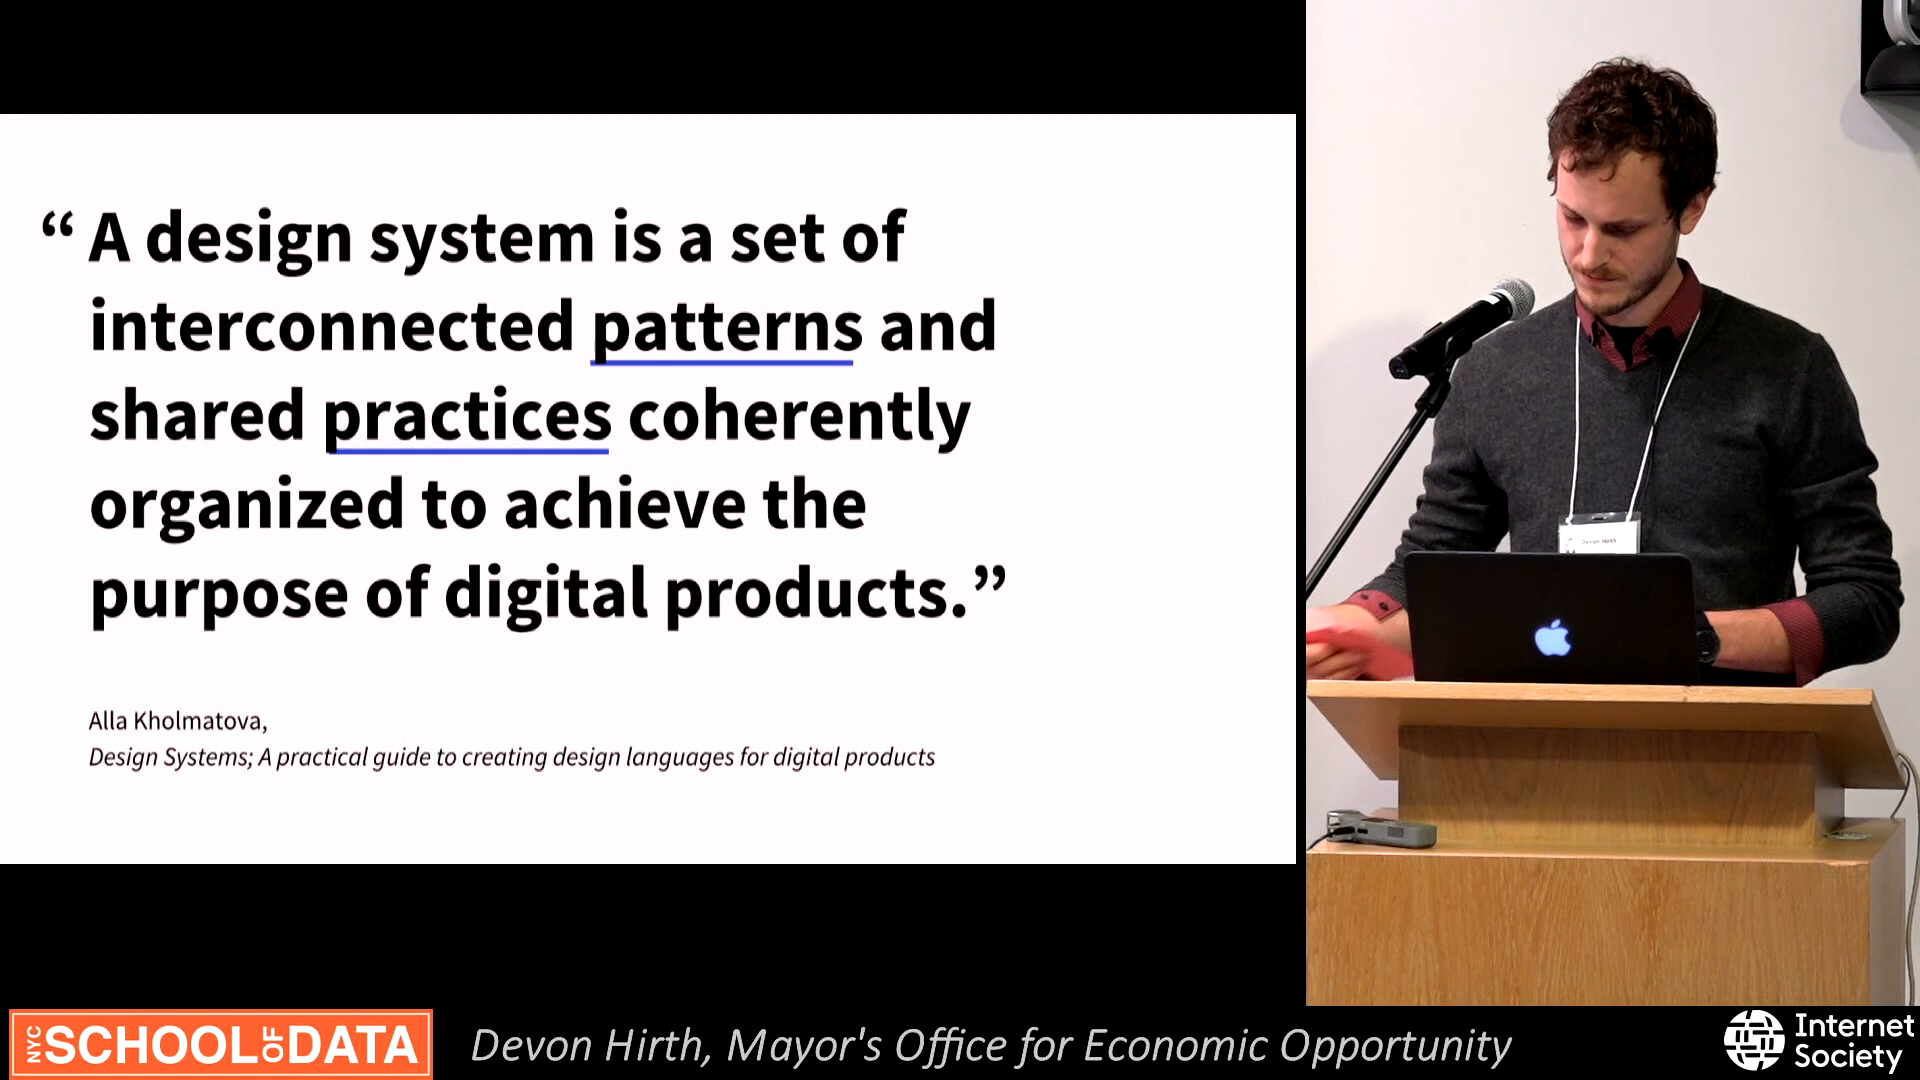 “ A design system is a set of
interconnected patterns and
shared practices coherently
organized to achieve the
purpose of digital products.”
Alla Kholmatova,
Design Systems; A practical guide to creating design languages for digital products
Devon Hirth
NYC SCHOOL OF DATA
Devon Hirth, Mayor's Office for Economic Opportunity
Internet
Society